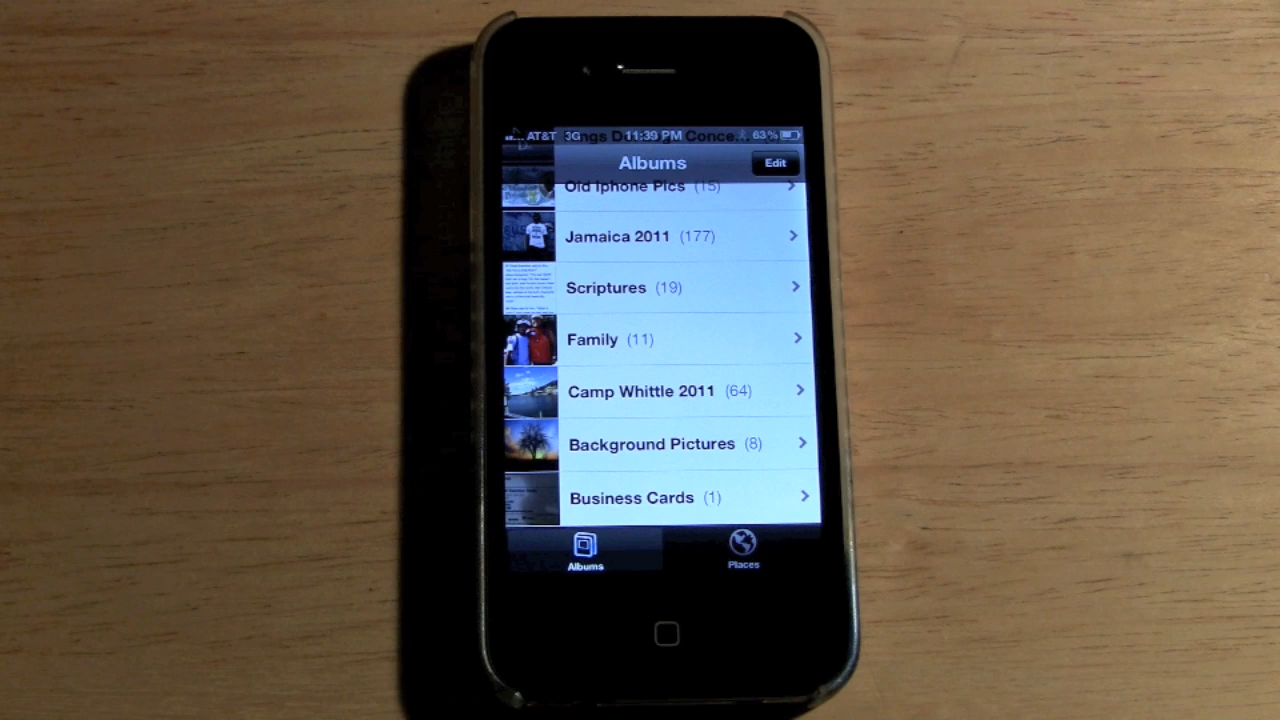 AT&T 3G 11:39 PM 63%
Albums
Edit
Old Iphone Pics (15)
Jamaica 2011 (177)
Scriptures (19)
Family (11)
Camp Whittle 2011 (64)
Background Pictures (8)
Business Cards (1)
Albums
Places